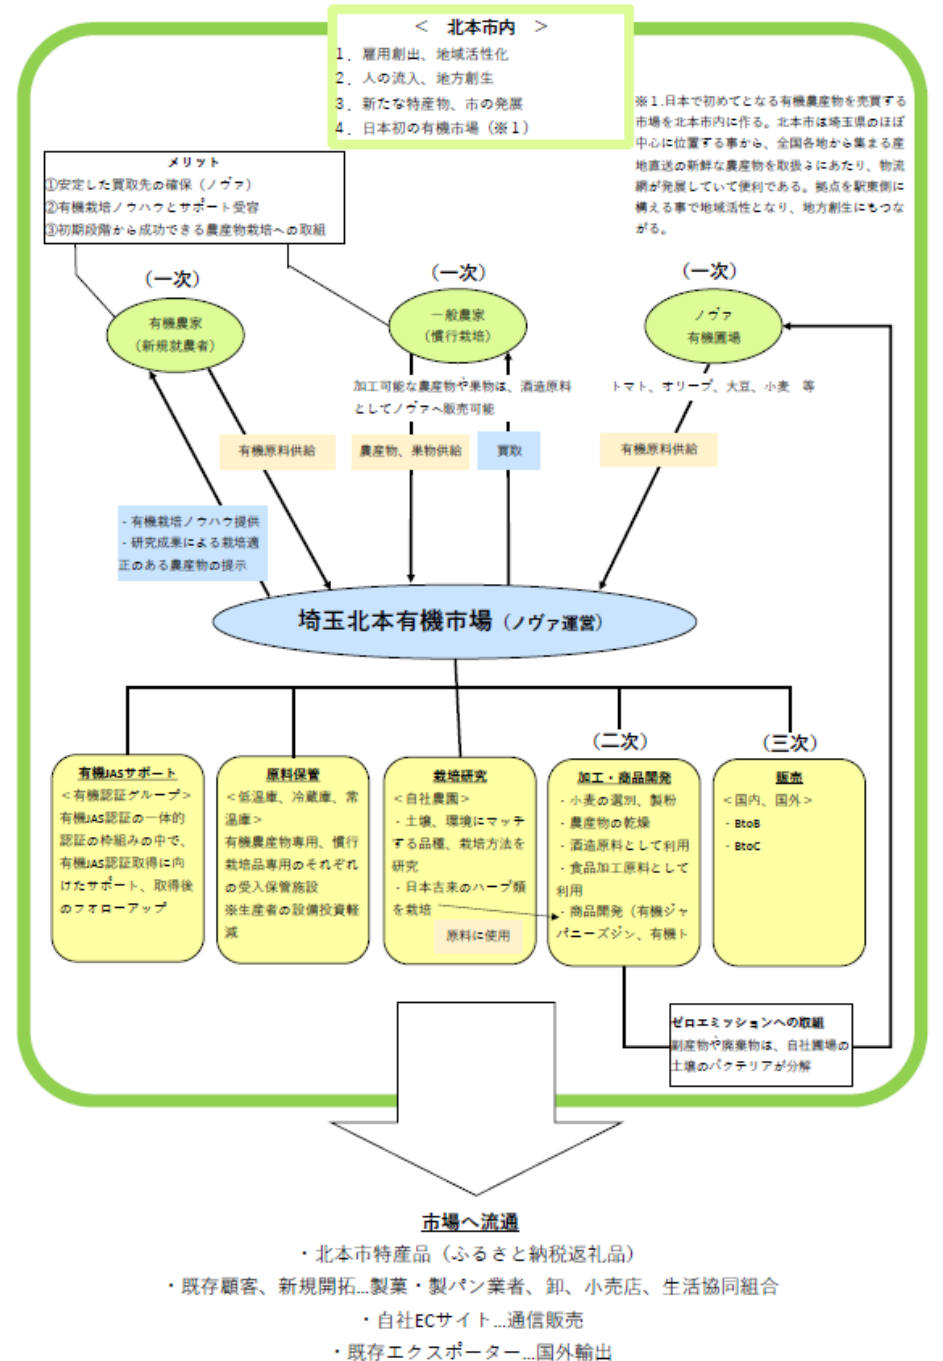 ＜　北本市内　＞
1．雇用創出、地域活性化
2．人の流入、地方創生
3．新たな特産物、市の発展
4．日本初の有機市場（※1）
※1.日本で初めてとなる有機農産物を売買する
市場を北本市内に作る。北本市は埼玉県のほぼ
中心に位置する事から、全国各地から集まる産
地直送の新鮮な農産物を取扱うにあたり、物流
網が発展していて便利である。拠点を駅東側に
構える事で地域活性となり、地方創生にもつな
がる。
メリット
①安定した買取先の確保（ノヴァ）
②有機栽培ノウハウとサポート受容
③初期段階から成功できる農産物栽培への取組
（一次）
有機農家
（新規就農者）
（一次）
一般農家
（慣行栽培）
（一次）
ノヴァ
有機圃場
加工可能な農産物や果物は、酒造原料
としてノヴァへ販売可能
トマト、オリーブ、大豆、小麦　等
有機原料供給
農産物、果物供給
買取
有機原料供給
- 有機栽培ノウハウ提供
- 研究成果による栽培適
正のある農産物の提示
埼玉北本有機市場（ノヴァ運営）
（二次）
（三次）
有機JASサポート
＜有機認証グループ＞
有機JAS認証の一体的
認証の枠組みの中で、
有機JAS認証取得に向
けたサポート、取得後
のフォローアップ
原料保管
＜低温庫、冷蔵庫、常
温庫＞
有機農産物専用、慣行
栽培品専用のそれぞれ
の受入保管施設
※生産者の設備投資軽
減
栽培研究
＜自社農園＞
- 土壌、環境にマッチ
する品種、栽培方法を
研究
- 日本古来のハーブ類
を栽培
原料に使用
加工・商品開発
- 小麦の選別、製粉
- 農産物の乾燥
- 酒造原料として利用
- 食品加工原料として
利用
- 商品開発（有機ジャ
パニーズジン、有機ト
販売
＜国内、国外＞
- BtoB
- BtoC
ゼロエミッションへの取組
副産物や廃棄物は、自社圃場の
土壌のバクテリアが分解
市場へ流通
・北本市特産品（ふるさと納税返礼品）
・既存顧客、新規開拓…製菓・製パン業者、卸、小売店、生活協同組合
・自社ECサイト…通信販売
・既存エクスポーター…国外輸出